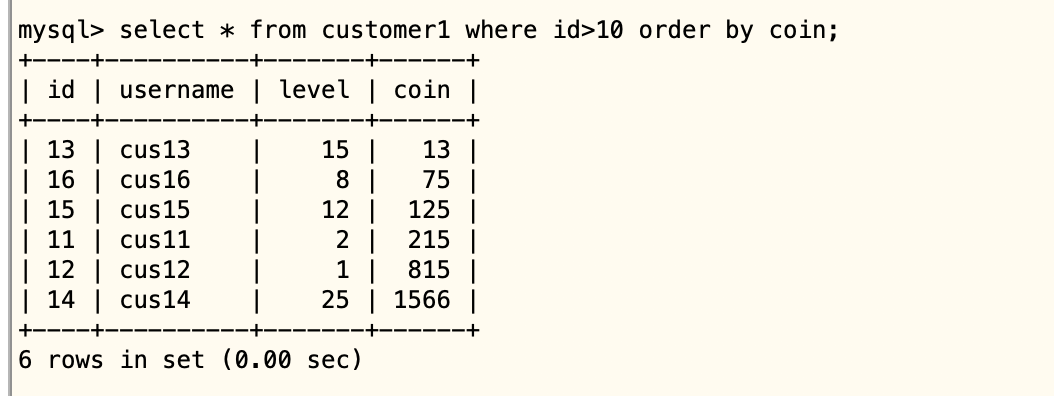 mysql> select * from customer1 where id>10 order by coin;
+----+----------+-------+------+
| id | username | level | coin |
+----+----------+-------+------+
| 13 | cus13    |    15 |   13 |
| 16 | cus16    |     8 |   75 |
| 15 | cus15    |    12 |  125 |
| 11 | cus11    |     2 |  215 |
| 12 | cus12    |     1 |  815 |
| 14 | cus14    |    25 | 1566 |
+----+----------+-------+------+
6 rows in set (0.00 sec)